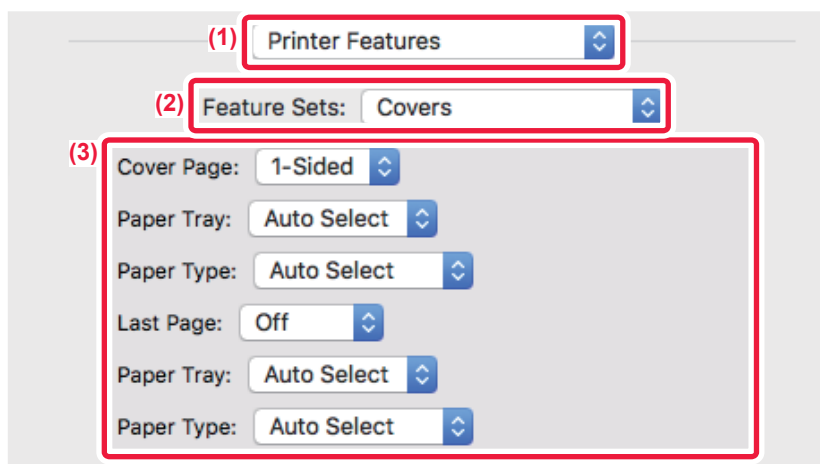 (1) Printer Features
(2) Feature Sets: Covers
(3)
Cover Page: 1-Sided
Paper Tray: Auto Select
Paper Type: Auto Select
Last Page: Off
Paper Tray: Auto Select
Paper Type: Auto Select